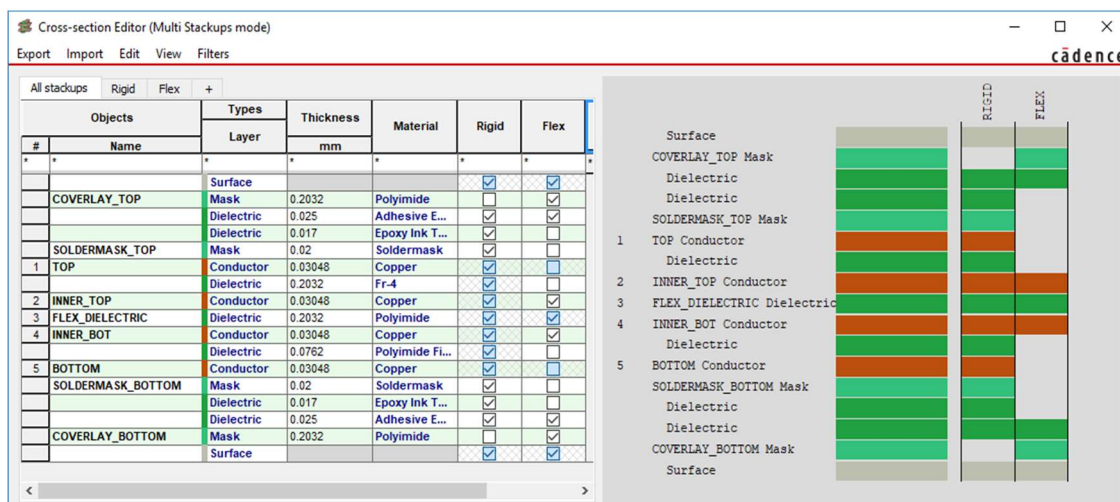 Cross-section Editor (Multi Stackups mode)
Export Import Edit View Filters
cādence
All stackups Rigid Flex +
Objects Types Thickness Material Rigid Flex
# Name Layer mm
* * * * * * * *
Surface
COVERLAY_TOP Mask 0.2032 Polyimide
Dielectric 0.025 Adhesive E...
Dielectric 0.017 Epoxy Ink T...
SOLDERMASK_TOP Mask 0.02 Soldermask
1 TOP Conductor 0.03048 Copper
Dielectric 0.2032 Fr-4
2 INNER_TOP Conductor 0.03048 Copper
3 FLEX_DIELECTRIC Dielectric 0.2032 Polyimide
4 INNER_BOT Conductor 0.03048 Copper
Dielectric 0.0762 Polyimide Fi...
5 BOTTOM Conductor 0.03048 Copper
SOLDERMASK_BOTTOM Mask 0.02 Soldermask
Dielectric 0.017 Epoxy Ink T...
Dielectric 0.025 Adhesive E...
COVERLAY_BOTTOM Mask 0.2032 Polyimide
Surface
RIGID
FLEX
Surface
COVERLAY_TOP Mask
Dielectric
Dielectric
SOLDERMASK_TOP Mask
1 TOP Conductor
Dielectric
2 INNER_TOP Conductor
3 FLEX_DIELECTRIC Dielectric
4 INNER_BOT Conductor
Dielectric
5 BOTTOM Conductor
SOLDERMASK_BOTTOM Mask
Dielectric
Dielectric
COVERLAY_BOTTOM Mask
Surface